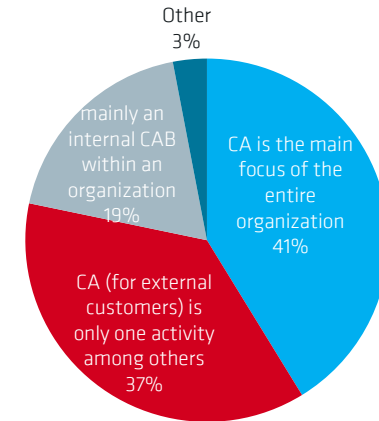 Other
3%
mainly an
internal CAB
within an
organization
19%
CA is the main
focus of the
entire
organization
41%
CA (for external
customers) is
only one activity
among others
37%